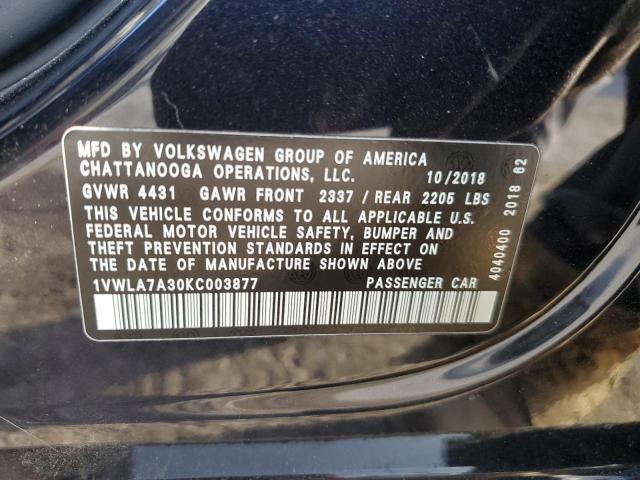 MFD BY VOLKSWAGEN GROUP OF AMERICA
CHATTANOOGA OPERATIONS, LLC. 10/2018
GVWR 4431 GAWR FRONT 2337 / REAR 2205 LBS
THIS VEHICLE CONFORMS TO ALL APPLICABLE U.S.
FEDERAL MOTOR VEHICLE SAFETY, BUMPER AND
THEFT PREVENTION STANDARDS IN EFFECT ON
THE DATE OF MANUFACTURE SHOWN ABOVE
1VWLA7A30KC003877 PASSENGER CAR
4040400 2018 62